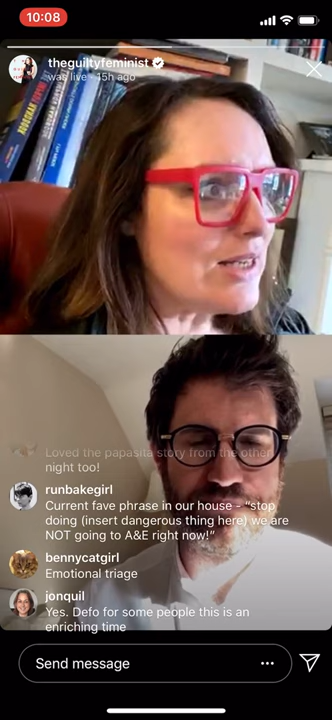 10:08
theguiltyfeminist
was live · 15h ago
Loved the papasita story from the other
night too!
runbakegirl
Current fave phrase in our house - “stop
doing (insert dangerous thing here) we are
NOT going to A&E right now!”
bennycatgirl
Emotional triage
jonquil
Yes. Defo for some people this is an
enriching time
Send message